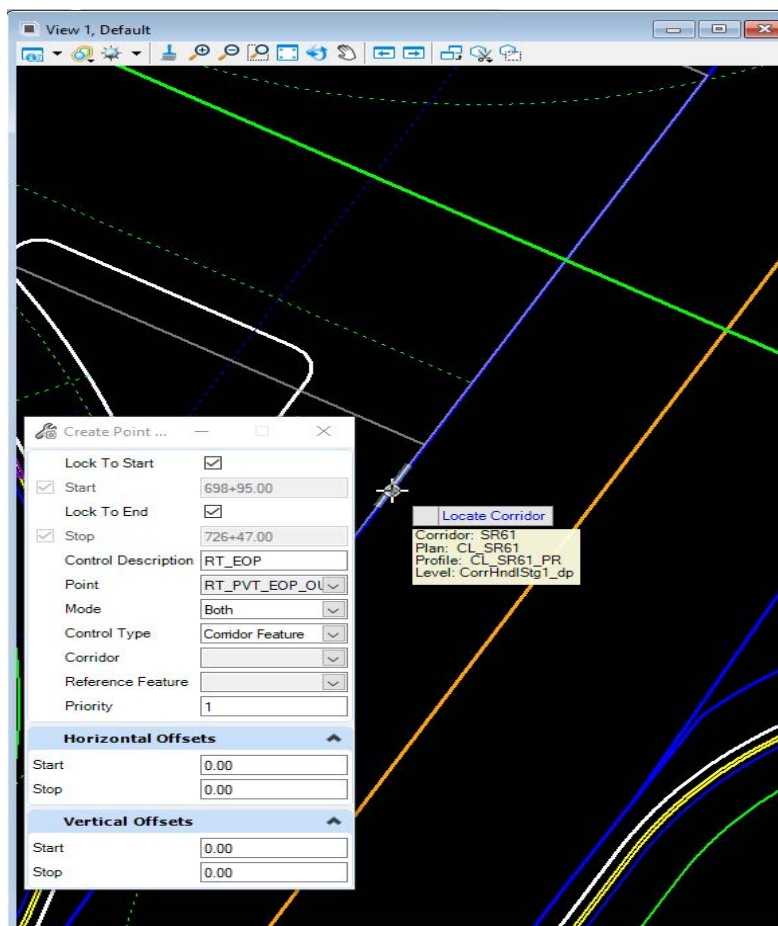 View 1, Default
Create Point ...
Lock To Start
Start 698+95.00
Lock To End
Stop 726+47.00
Control Description RT_EOP
Point RT_PVT_EOP_OU
Mode Both
Control Type Corridor Feature
Corridor
Reference Feature
Priority 1
Horizontal Offsets
Start 0.00
Stop 0.00
Vertical Offsets
Start 0.00
Stop 0.00
Locate Corridor
Corridor: SR61
Plan: CL_SR61
Profile: CL_SR61_PR
Level: CorrHndlStg1_dp